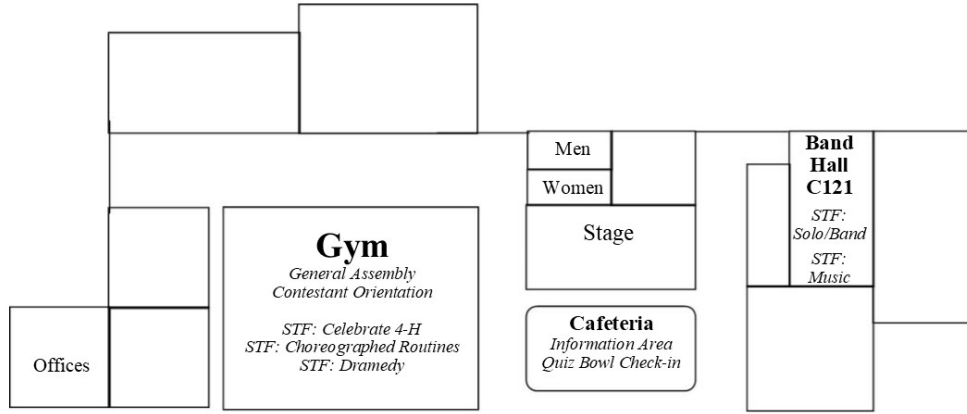 Men
Women
Stage
Band
Hall
C121
STF:
Solo/Band
STF:
Music
Gym
General Assembly
Contestant Orientation
STF: Celebrate 4-H
STF: Choreographed Routines
STF: Dramedy
Cafeteria
Information Area
Quiz Bowl Check-in
Offices